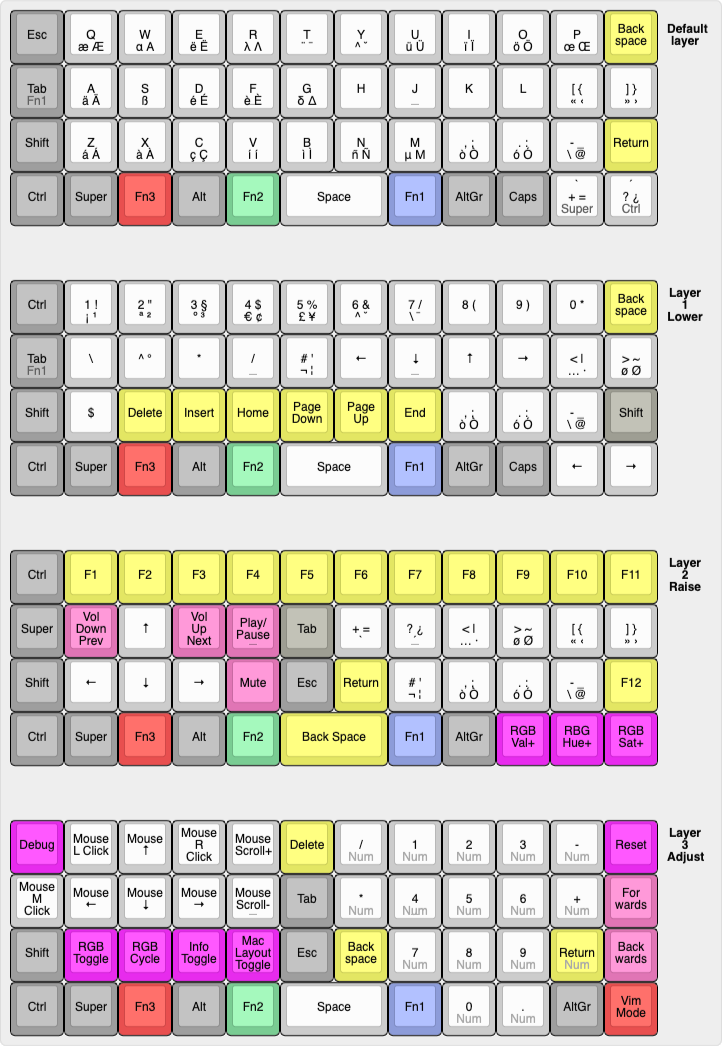 Esc Q W E R T Y U I O P Back space
æ Æ α Α ë Ë λ Λ ¨ ^ ˇ ü Ü ï Ï ö Ö œ Œ
Default layer
Tab A S D F G H J K L [ { ] }
Fn1 ä Ä ß é É è È δ Δ _ « ‹ » ›
Shift Z X C V B N M , ; . : - _ Return
á Á à À ç Ç í í ì Ì ñ Ñ µ M ò Ò ó Ó \ @
Ctrl Super Fn3 Alt Fn2 Space Fn1 AltGr Caps ` + = Super ´ ? ¿ Ctrl
Ctrl 1 ! 2 " 3 § 4 $ 5 % 6 & 7 / 8 ( 9 ) 0 * Back space
¡ ¹ ª ² º ³ € ¢ £ ¥ ^ ˇ \ ˉ
Layer 1 Lower
Tab \ ^ ° * / # ' ← ↓ ↑ → < | > ~
Fn1 _ ¬ ¦ _ … · ø Ø
Shift $ Delete Insert Home Page Down Page Up End , ; . : - _ Shift
ò Ò ó Ó \ @
Ctrl Super Fn3 Alt Fn2 Space Fn1 AltGr Caps ← →
Ctrl F1 F2 F3 F4 F5 F6 F7 F8 F9 F10 F11
Layer 2 Raise
Super Vol Down Prev ↑ Vol Up Next Play/ Pause _ Tab + = ` ? ¿ _ < | > ~ [ { ] }
… · ø Ø « ‹ » ›
Shift ← ↓ → Mute Esc Return # ' , ; . : - _ F12
¬ ¦ ò Ò ó Ó \ @
Ctrl Super Fn3 Alt Fn2 Back Space Fn1 AltGr RGB Val+ RBG Hue+ RGB Sat+
Debug Mouse L Click Mouse ↑ Mouse R Click Mouse Scroll+ Delete / Num 1 Num 2 Num 3 Num - Num Reset
Layer 3 Adjust
Mouse M Click Mouse ← Mouse ↓ Mouse → Mouse Scroll- _ Tab * Num 4 Num 5 Num 6 Num + Num For wards
Shift RGB Toggle RGB Cycle Info Toggle Mac Layout Toggle Esc Back space 7 Num 8 Num 9 Num Return Num Back wards
Ctrl Super Fn3 Alt Fn2 Space Fn1 0 Num . Num AltGr Vim Mode